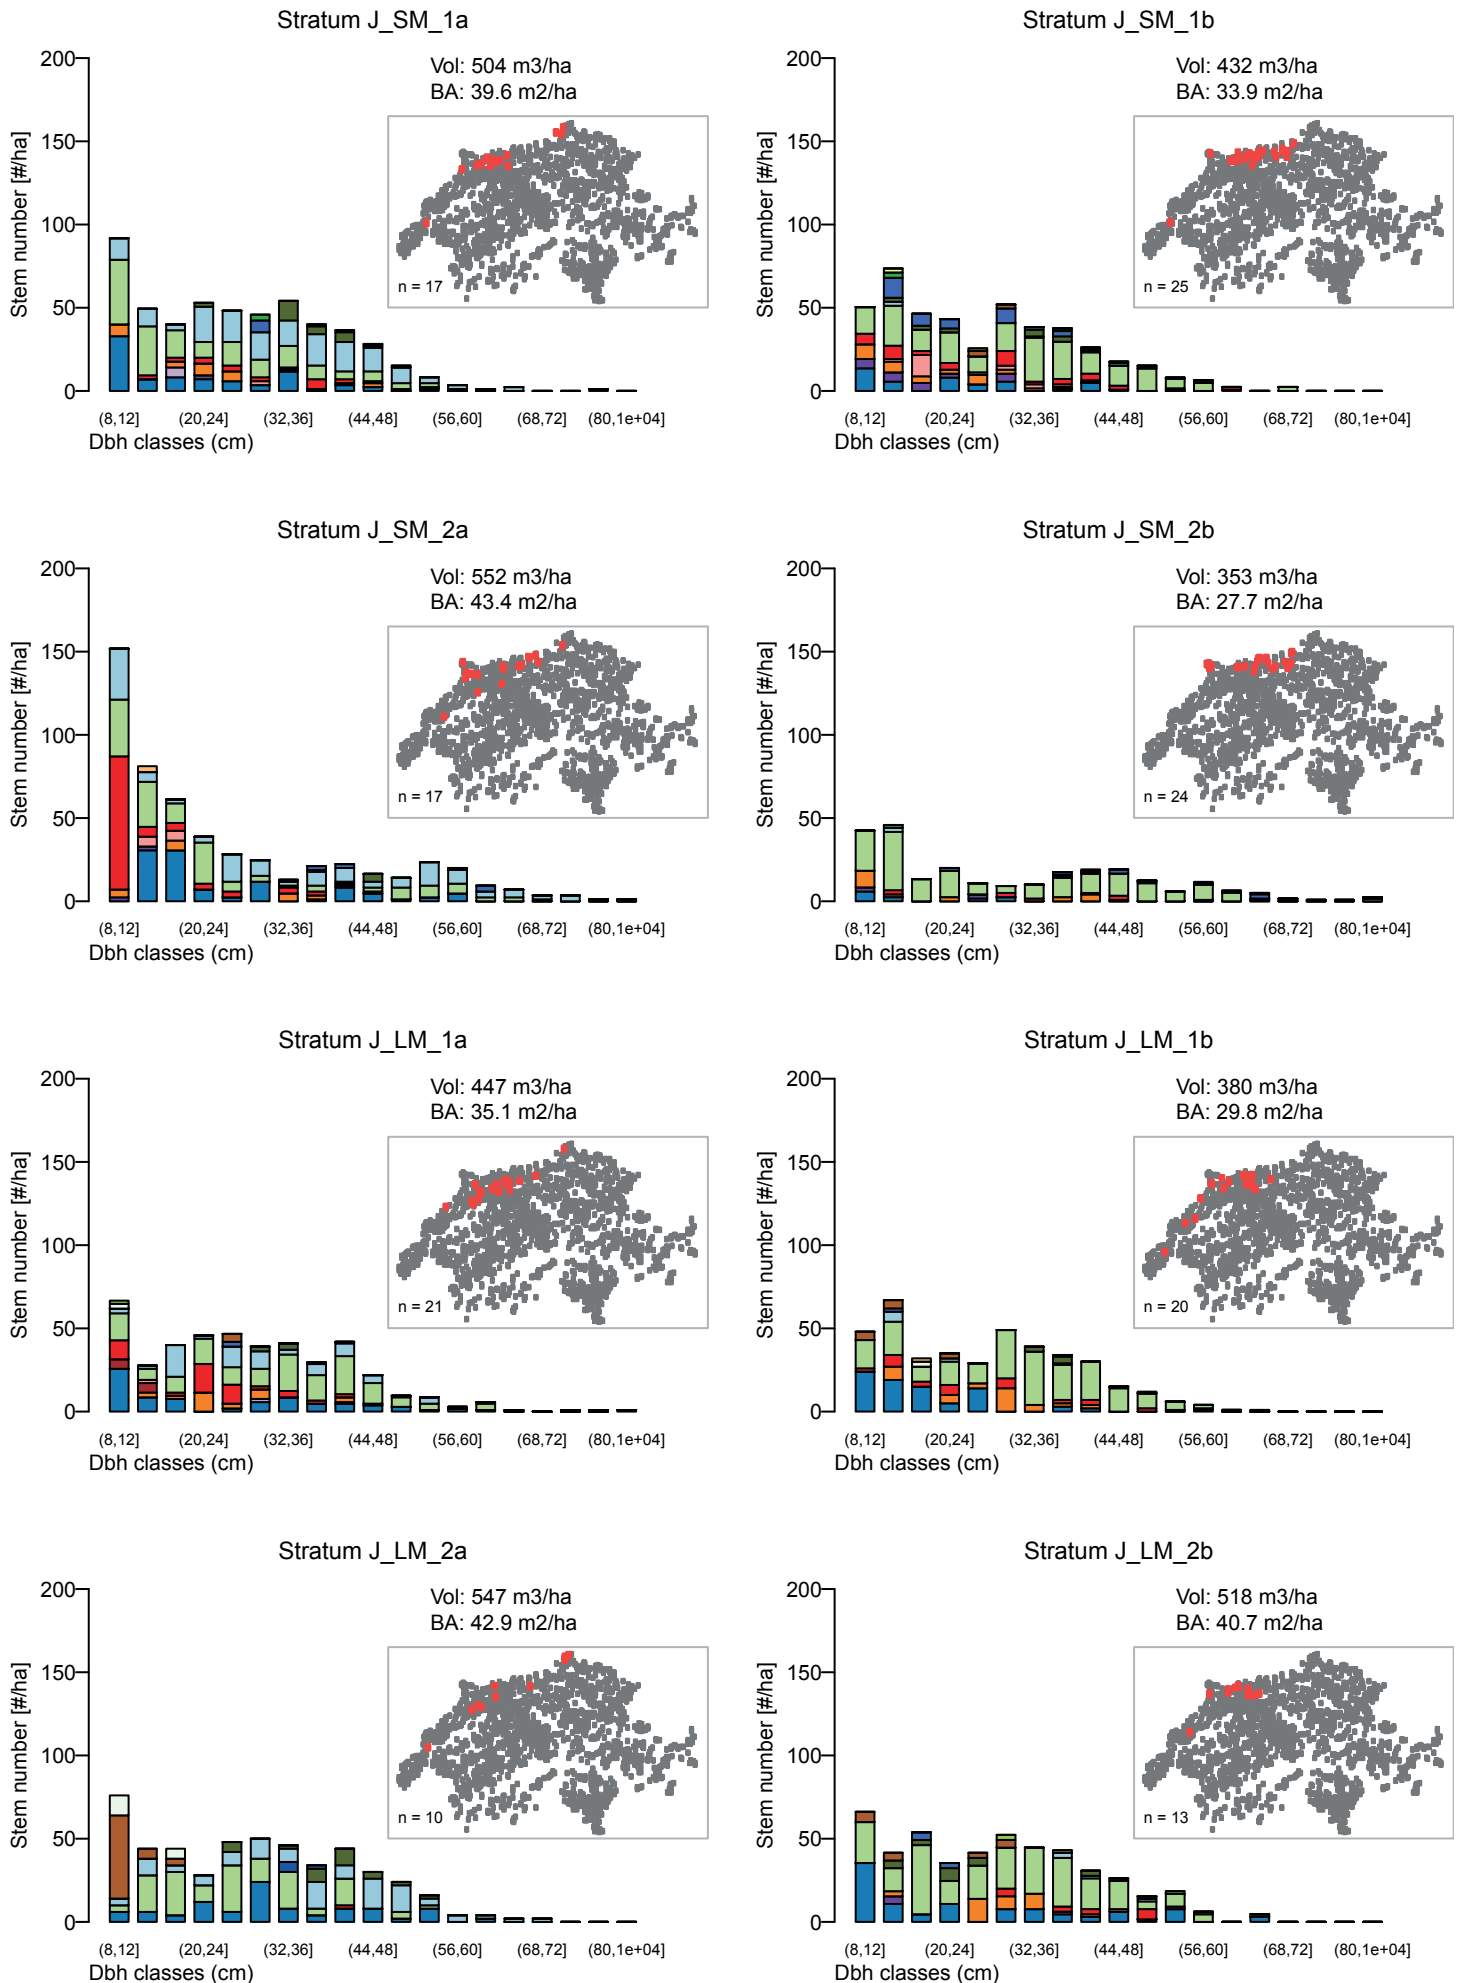 Stratum J_SM_1a
Vol: 504 m3/ha
BA: 39.6 m2/ha
Stem number [#/ha]
200
150
100
50
0
n = 17
(8,12] (20,24] (32,36] (44,48] (56,60] (68,72] (80,1e+04]
Dbh classes (cm)
Stratum J_SM_1b
Vol: 432 m3/ha
BA: 33.9 m2/ha
Stem number [#/ha]
200
150
100
50
0
n = 25
(8,12] (20,24] (32,36] (44,48] (56,60] (68,72] (80,1e+04]
Dbh classes (cm)
Stratum J_SM_2a
Vol: 552 m3/ha
BA: 43.4 m2/ha
Stem number [#/ha]
200
150
100
50
0
n = 17
(8,12] (20,24] (32,36] (44,48] (56,60] (68,72] (80,1e+04]
Dbh classes (cm)
Stratum J_SM_2b
Vol: 353 m3/ha
BA: 27.7 m2/ha
Stem number [#/ha]
200
150
100
50
0
n = 24
(8,12] (20,24] (32,36] (44,48] (56,60] (68,72] (80,1e+04]
Dbh classes (cm)
Stratum J_LM_1a
Vol: 447 m3/ha
BA: 35.1 m2/ha
Stem number [#/ha]
200
150
100
50
0
n = 21
(8,12] (20,24] (32,36] (44,48] (56,60] (68,72] (80,1e+04]
Dbh classes (cm)
Stratum J_LM_1b
Vol: 380 m3/ha
BA: 29.8 m2/ha
Stem number [#/ha]
200
150
100
50
0
n = 20
(8,12] (20,24] (32,36] (44,48] (56,60] (68,72] (80,1e+04]
Dbh classes (cm)
Stratum J_LM_2a
Vol: 547 m3/ha
BA: 42.9 m2/ha
Stem number [#/ha]
200
150
100
50
0
n = 10
(8,12] (20,24] (32,36] (44,48] (56,60] (68,72] (80,1e+04]
Dbh classes (cm)
Stratum J_LM_2b
Vol: 518 m3/ha
BA: 40.7 m2/ha
Stem number [#/ha]
200
150
100
50
0
n = 13
(8,12] (20,24] (32,36] (44,48] (56,60] (68,72] (80,1e+04]
Dbh classes (cm)